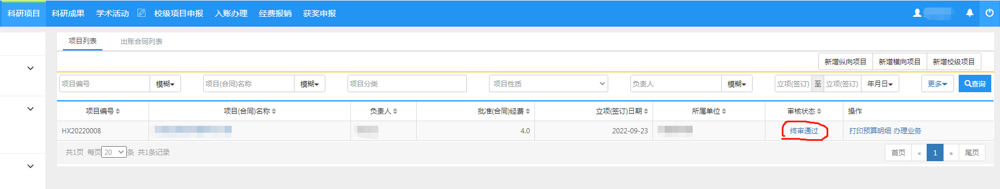 科研项目 科研成果 学术活动 校级项目申报 入账办理 经费报销 获奖申报
项目列表 出账合同列表
新增纵向项目 新增横向项目 新增校级项目
项目编号 模糊 项目(合同)名称 模糊 项目分类 项目性质 负责人 模糊 立项(签订) 至 立项(签订) 年月日 更多 查询
项目编号 项目(合同)名称 负责人 批准(合同)经费 立项(签订)日期 所属单位 审核状态 操作
HX20220008 4.0 2022-09-23 终审通过 打印预算明细 办理业务
共1页 每页 20 条 共1条记录 首页 « 1 » 尾页